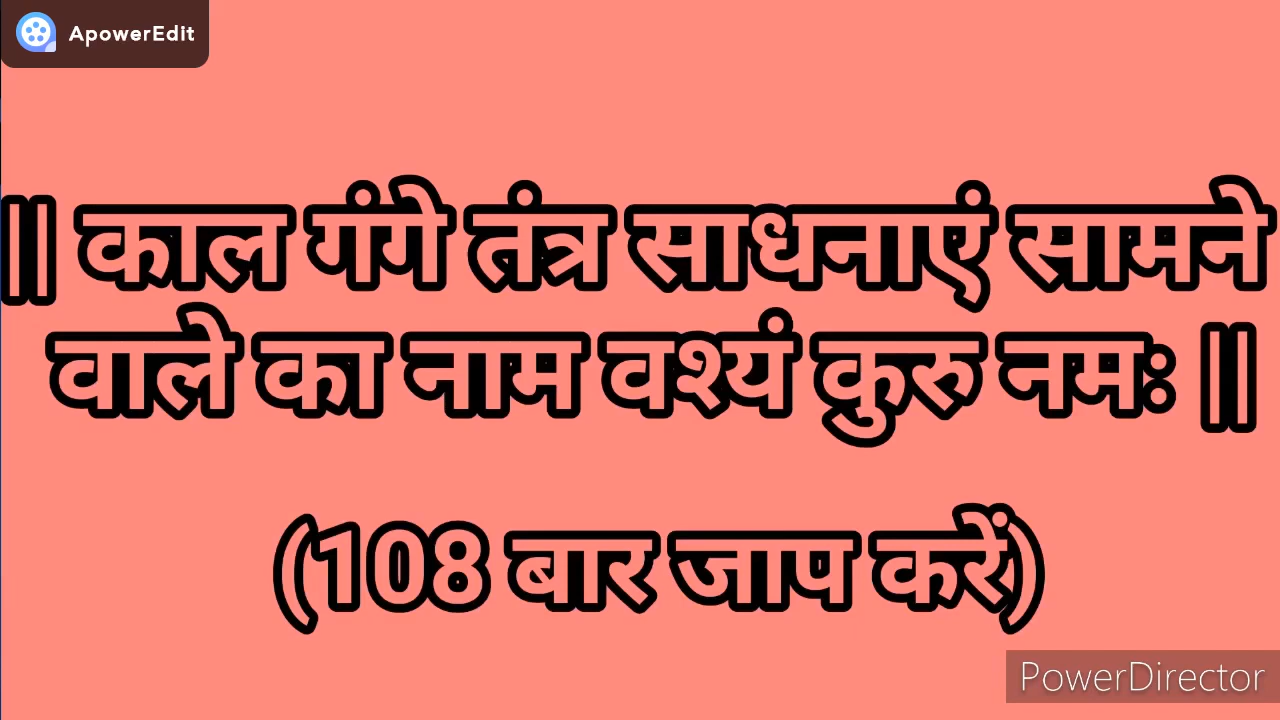 ApowerEdit
|| काल गंगे तंत्र साधनाएं सामने
वाले का नाम वश्यं कुरु नमः ||
(108 बार जाप करें)
PowerDirector